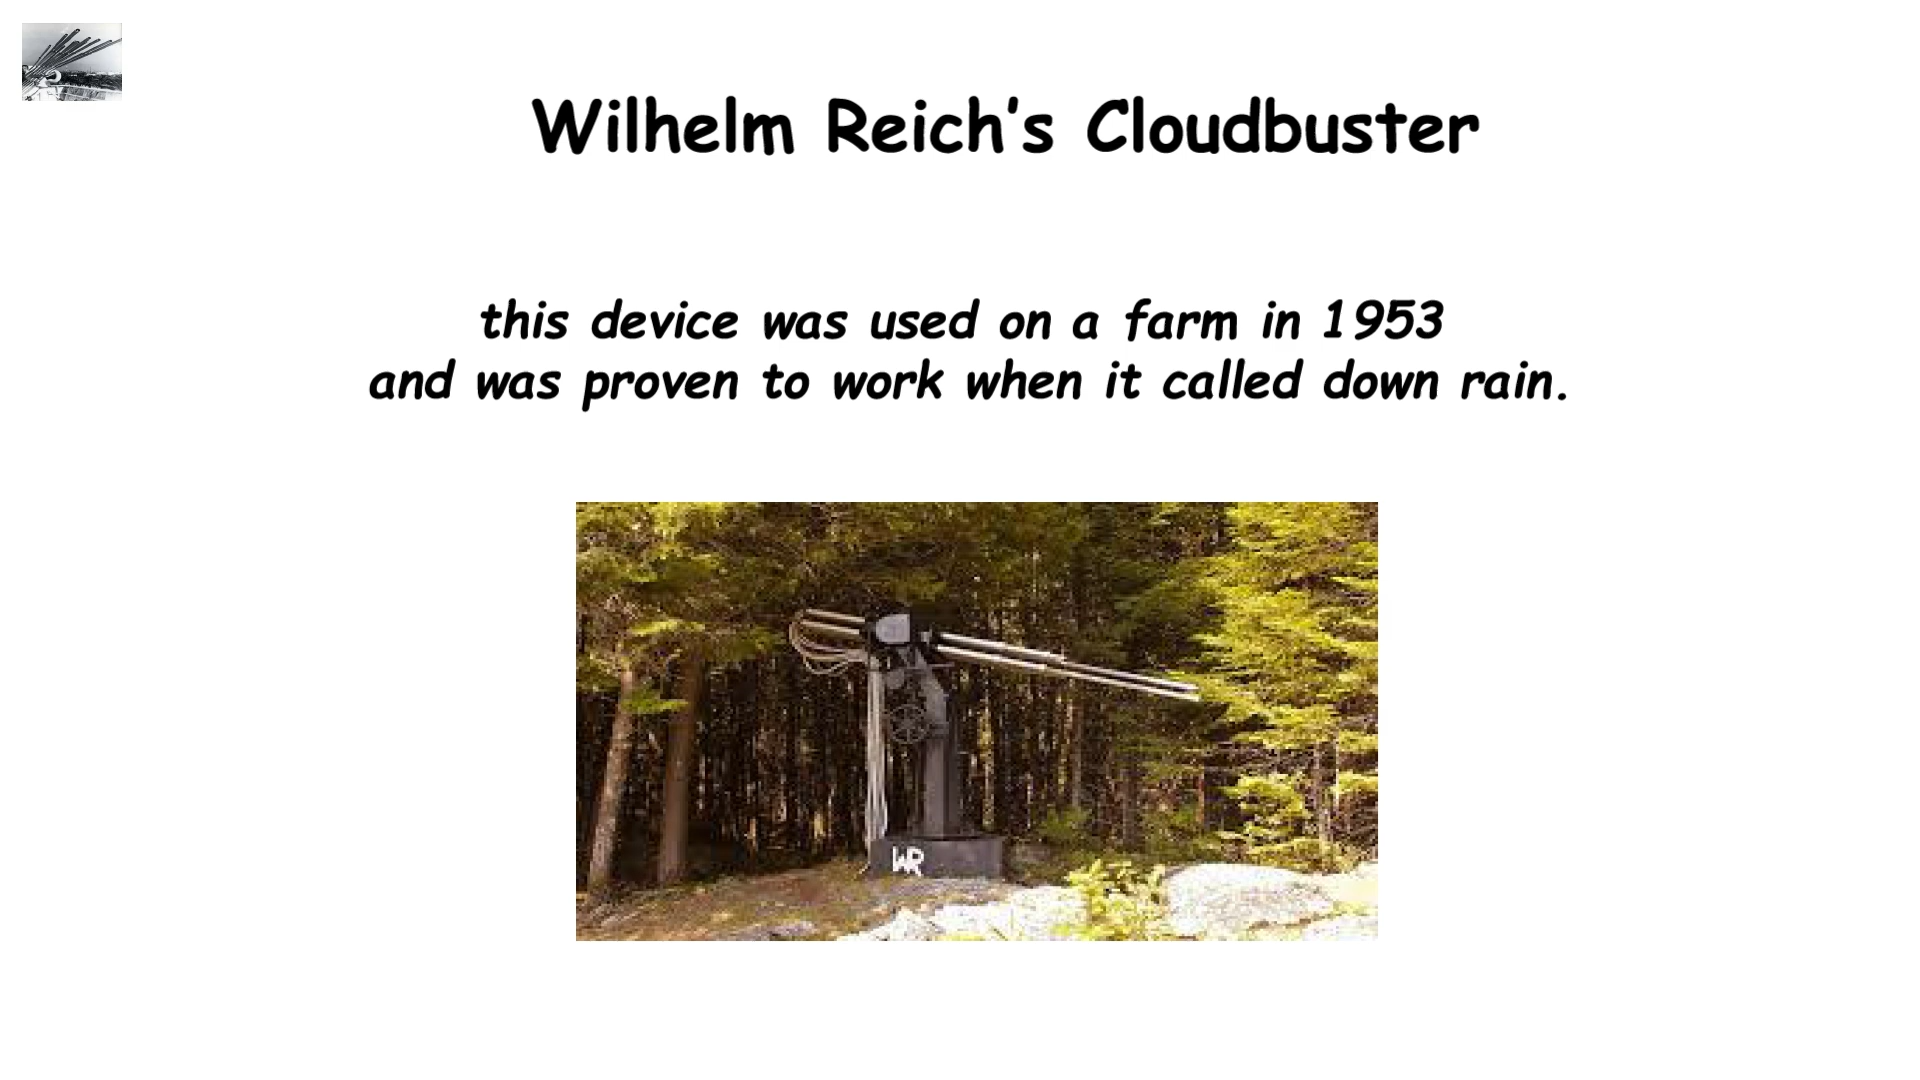 Wilhelm Reich's Cloudbuster
this device was used on a farm in 1953
and was proven to work when it called down rain.
WR